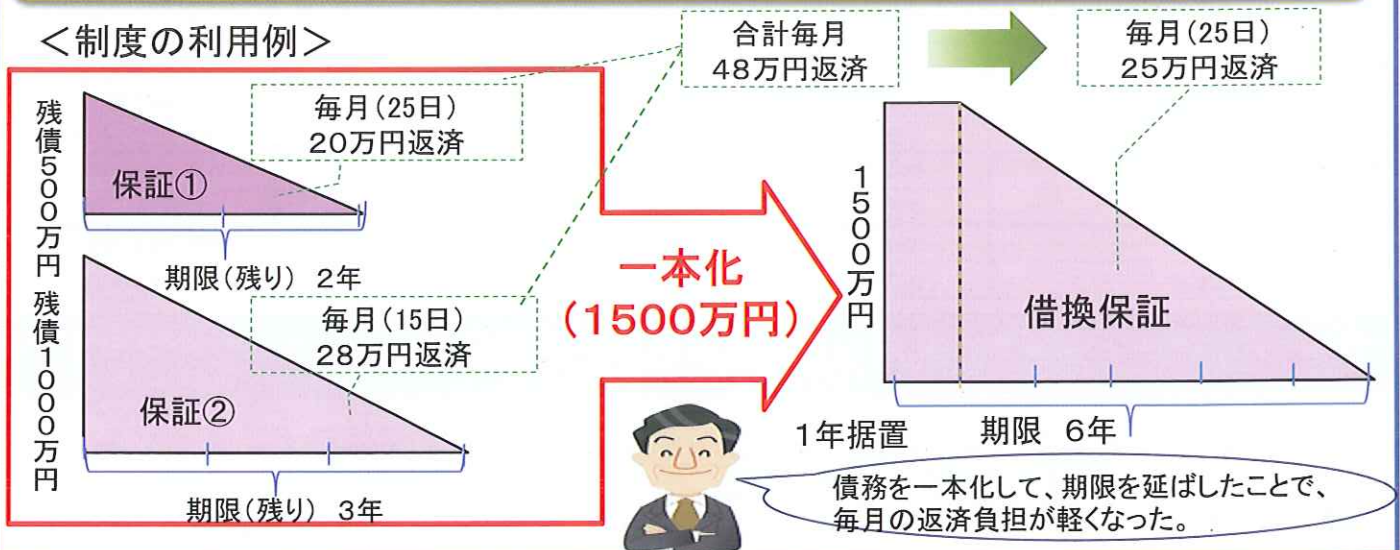 ＜制度の利用例＞
合計毎月
48万円返済
毎月(25日)
25万円返済
残債500万円
毎月(25日)
20万円返済
保証①
期限(残り) 2年
残債1000万円
毎月(15日)
28万円返済
保証②
期限(残り) 3年
一本化
(1500万円)
1500万円
借換保証
1年据置
期限 6年
債務を一本化して、期限を延ばしたことで、
毎月の返済負担が軽くなった。